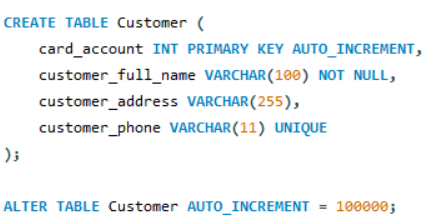 CREATE TABLE Customer (
    card_account INT PRIMARY KEY AUTO_INCREMENT,
    customer_full_name VARCHAR(100) NOT NULL,
    customer_address VARCHAR(255),
    customer_phone VARCHAR(11) UNIQUE
);
ALTER TABLE Customer AUTO_INCREMENT = 100000;